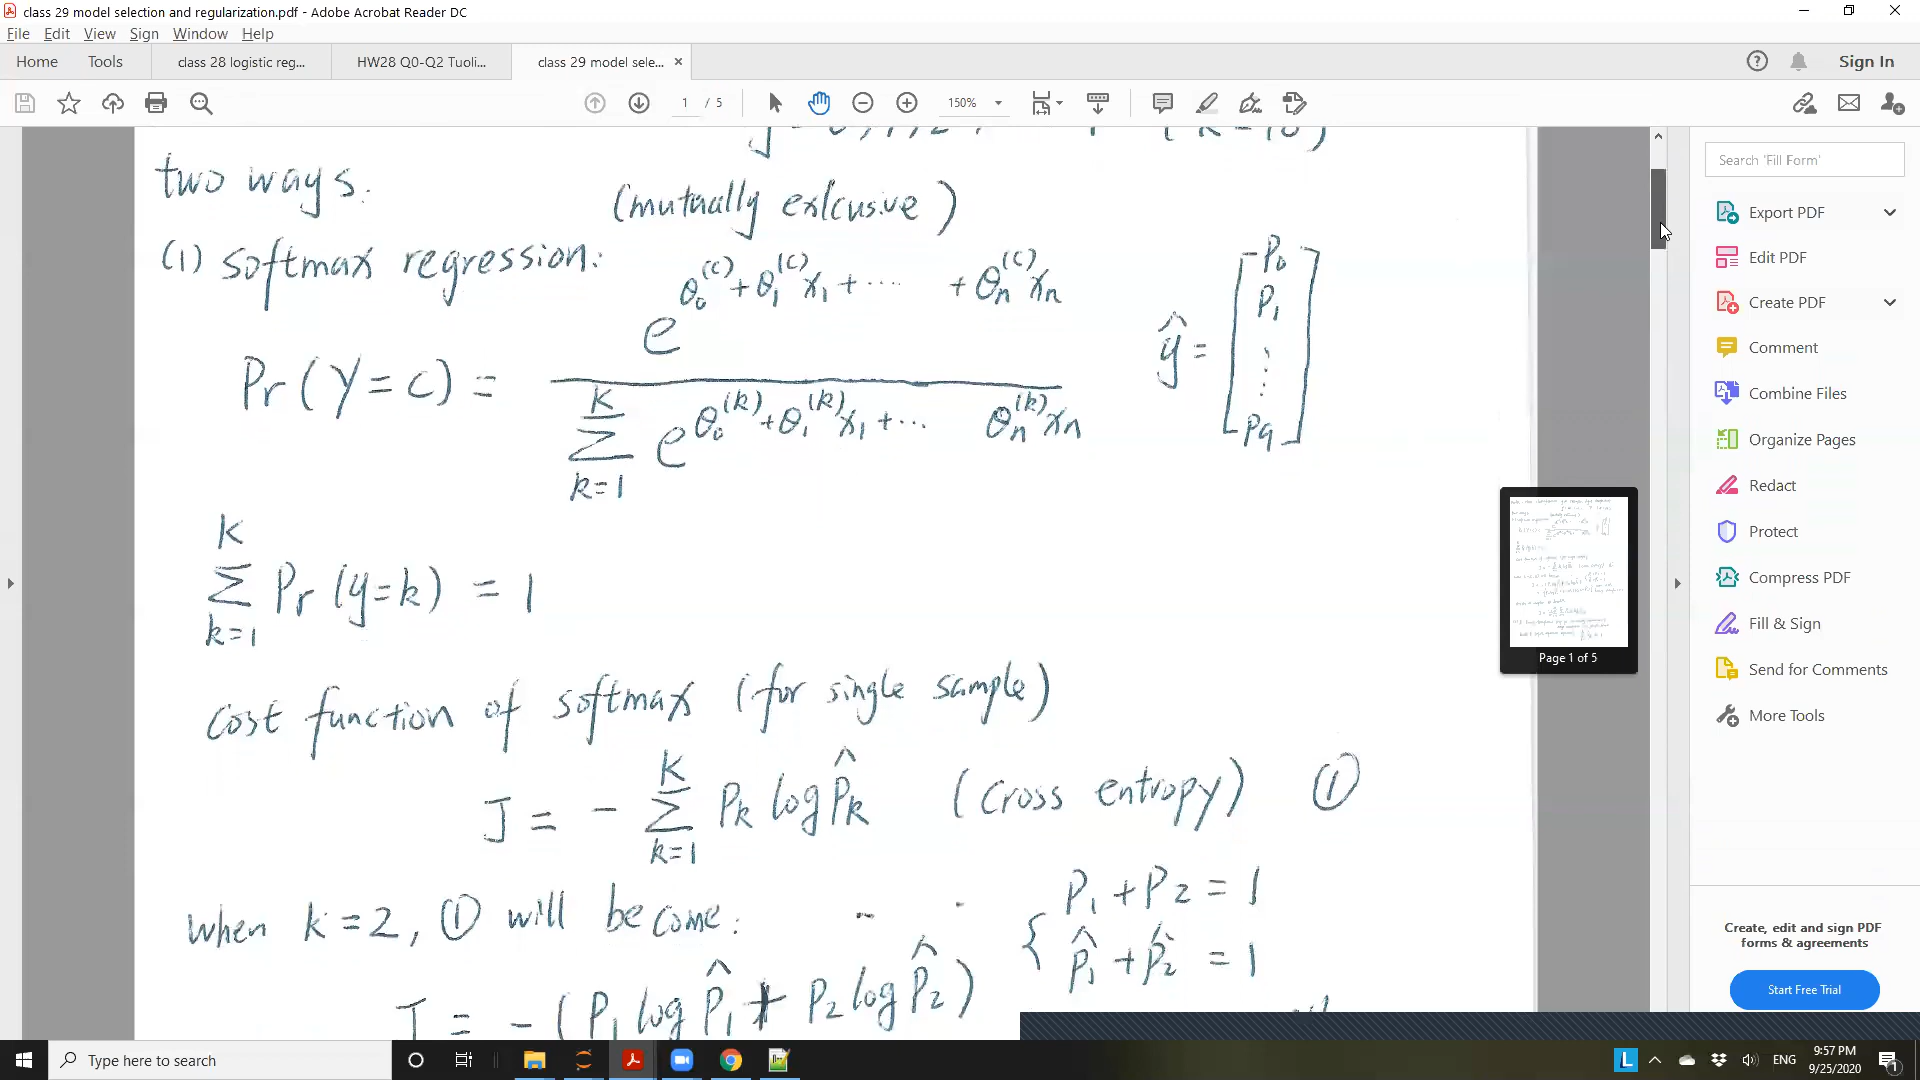 class 29 model selection and regularization.pdf - Adobe Acrobat Reader DC
File Edit View Sign Window Help
Home Tools class 28 logistic reg... HW28 Q0-Q2 Tuoli... class 29 model sele... × Sign In
1 / 5 150%
two ways.
(mutually exlcusive)
(1) softmax regression:
Pr(Y=c) = e^(θ₀^(c)+θ₁^(c)x₁+···· +θₙ^(c)xₙ) / Σ_{k=1}^{K} e^(θ₀^(k)+θ₁^(k)x₁+··· θₙ^(k)xₙ)
ŷ = [P₀ P₁ ⋮ P₉]
Σ_{k=1}^{K} Pr(y=k) = 1
cost function of softmax (for single sample)
J = - Σ_{k=1}^{K} Pk log P̂k (cross entropy) ①
when k=2, ① will become:
{ P₁+P₂ = 1
P̂₁+P̂₂ = 1
J = -(P₁ log P̂₁ + P₂ log P̂₂)
Page 1 of 5
Search 'Fill Form'
Export PDF
Edit PDF
Create PDF
Comment
Combine Files
Organize Pages
Redact
Protect
Compress PDF
Fill & Sign
Send for Comments
More Tools
Create, edit and sign PDF
forms & agreements
Start Free Trial
Type here to search
L
ENG
9:57 PM
9/25/2020
1